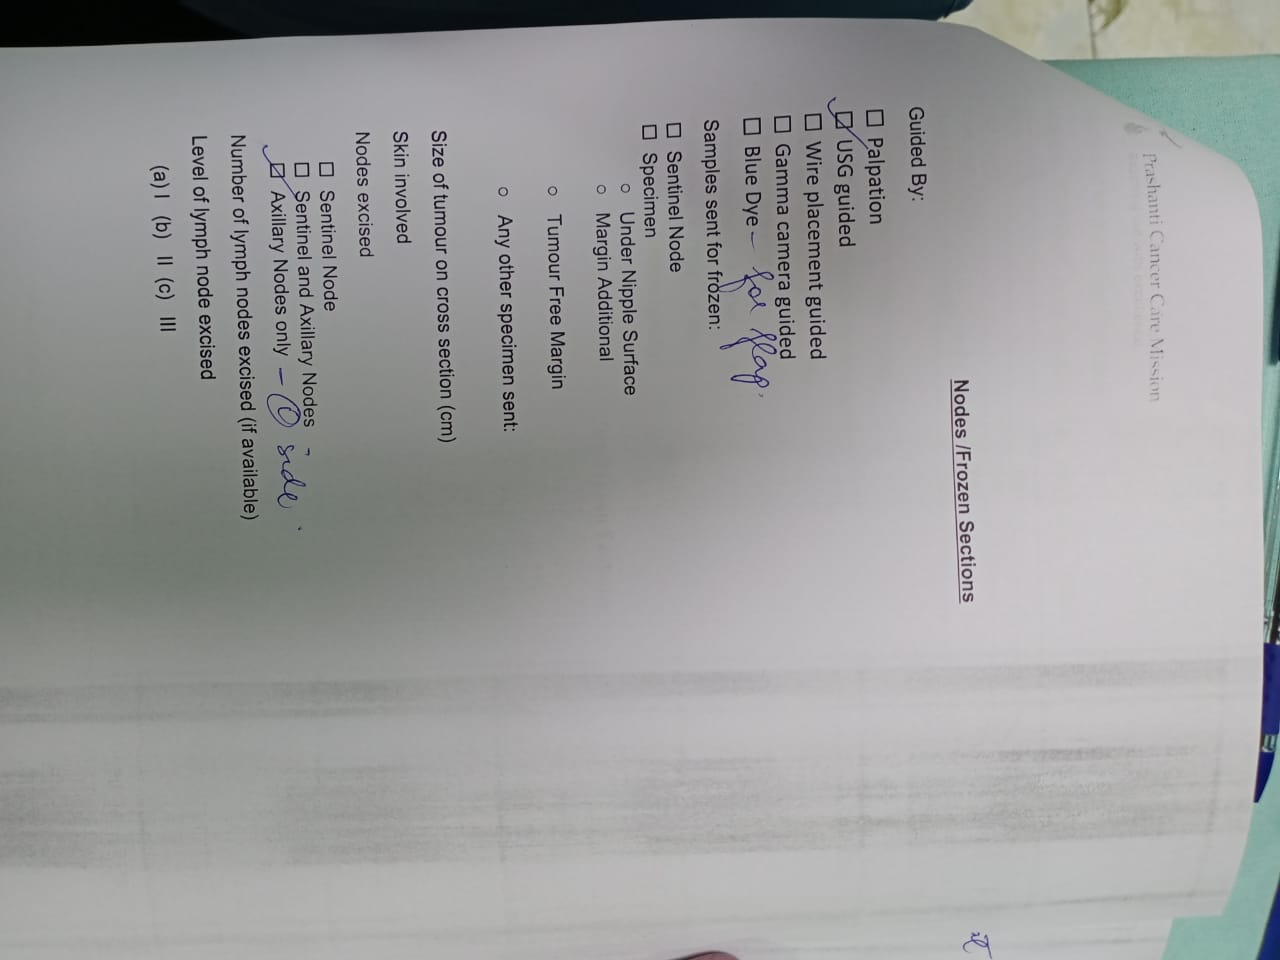 Prashanti Cancer Care Mission
Nodes /Frozen Sections
Guided By:
☐ Palpation
☑ USG guided
☐ Wire placement guided
☐ Gamma camera guided
☐ Blue Dye – for flap.
Samples sent for frozen:
☐ Sentinel Node
☐ Specimen
○ Under Nipple Surface
○ Margin Additional
○ Tumour Free Margin
○ Any other specimen sent:
Size of tumour on cross section (cm)
Skin involved
Nodes excised
☐ Sentinel Node
☐ Sentinel and Axillary Nodes
☑ Axillary Nodes only – side.
Number of lymph nodes excised (if available)
Level of lymph node excised
(a) I (b) II (c) III